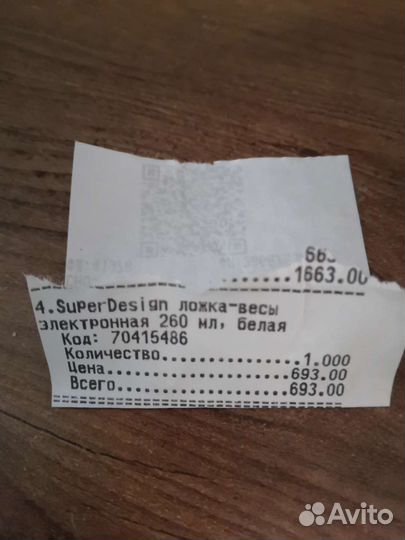 1663.00
4.SuperDesign ложка-весы
электронная 260 мл, белая
Код: 70415486
Количество..............1.000
Цена..................693.00
Всего.................693.00
Avito